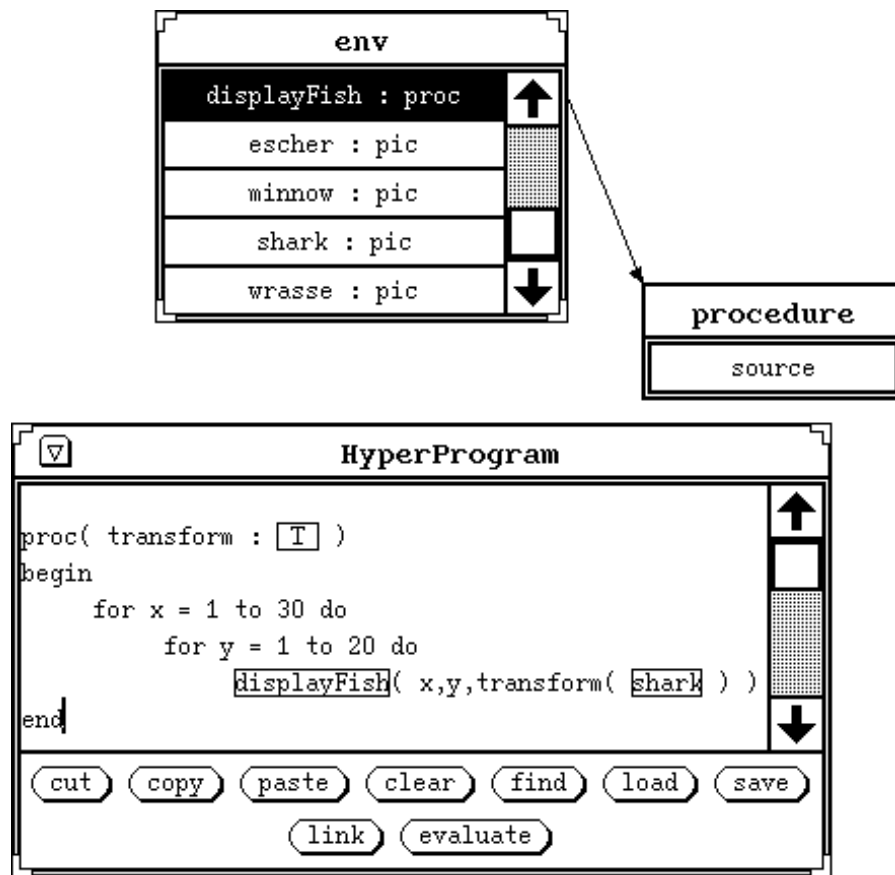 env
displayFish : proc
escher : pic
minnow : pic
shark : pic
wrasse : pic
procedure
source
HyperProgram
proc( transform : T )
begin
for x = 1 to 30 do
for y = 1 to 20 do
displayFish( x,y,transform( shark ) )
end
cut copy paste clear find load save
link evaluate